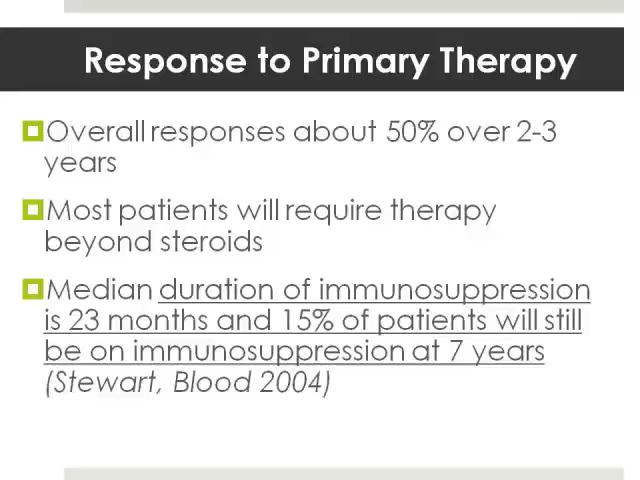 Response to Primary Therapy
Overall responses about 50% over 2-3
years
Most patients will require therapy
beyond steroids
Median duration of immunosuppression
is 23 months and 15% of patients will still
be on immunosuppression at 7 years
(Stewart, Blood 2004)